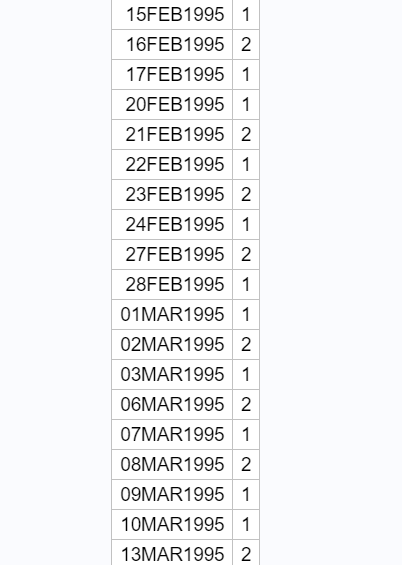 15FEB1995 1
16FEB1995 2
17FEB1995 1
20FEB1995 1
21FEB1995 2
22FEB1995 1
23FEB1995 2
24FEB1995 1
27FEB1995 2
28FEB1995 1
01MAR1995 1
02MAR1995 2
03MAR1995 1
06MAR1995 2
07MAR1995 1
08MAR1995 2
09MAR1995 1
10MAR1995 1
13MAR1995 2